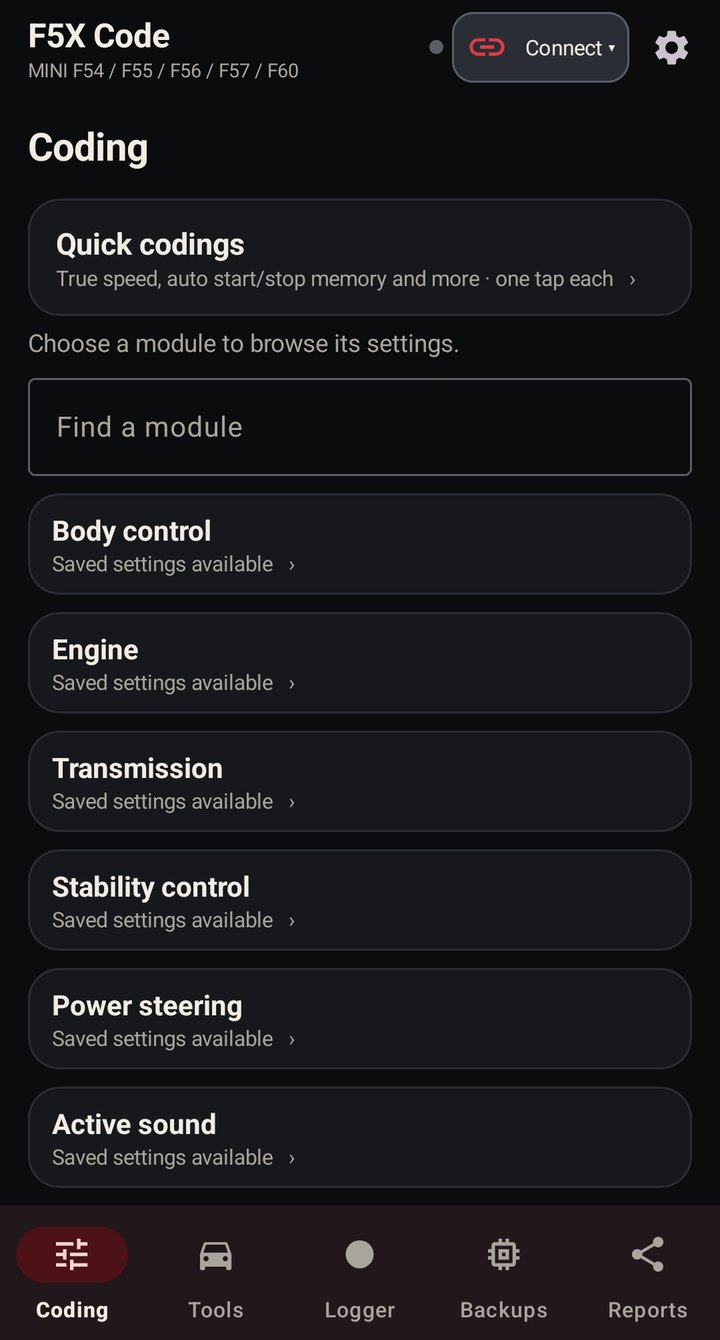 F5X Code
MINI F54 / F55 / F56 / F57 / F60
Connect ▾
Coding
Quick codings
True speed, auto start/stop memory and more · one tap each ›
Choose a module to browse its settings.
Find a module
Body control
Saved settings available ›
Engine
Saved settings available ›
Transmission
Saved settings available ›
Stability control
Saved settings available ›
Power steering
Saved settings available ›
Active sound
Saved settings available ›
Coding
Tools
Logger
Backups
Reports